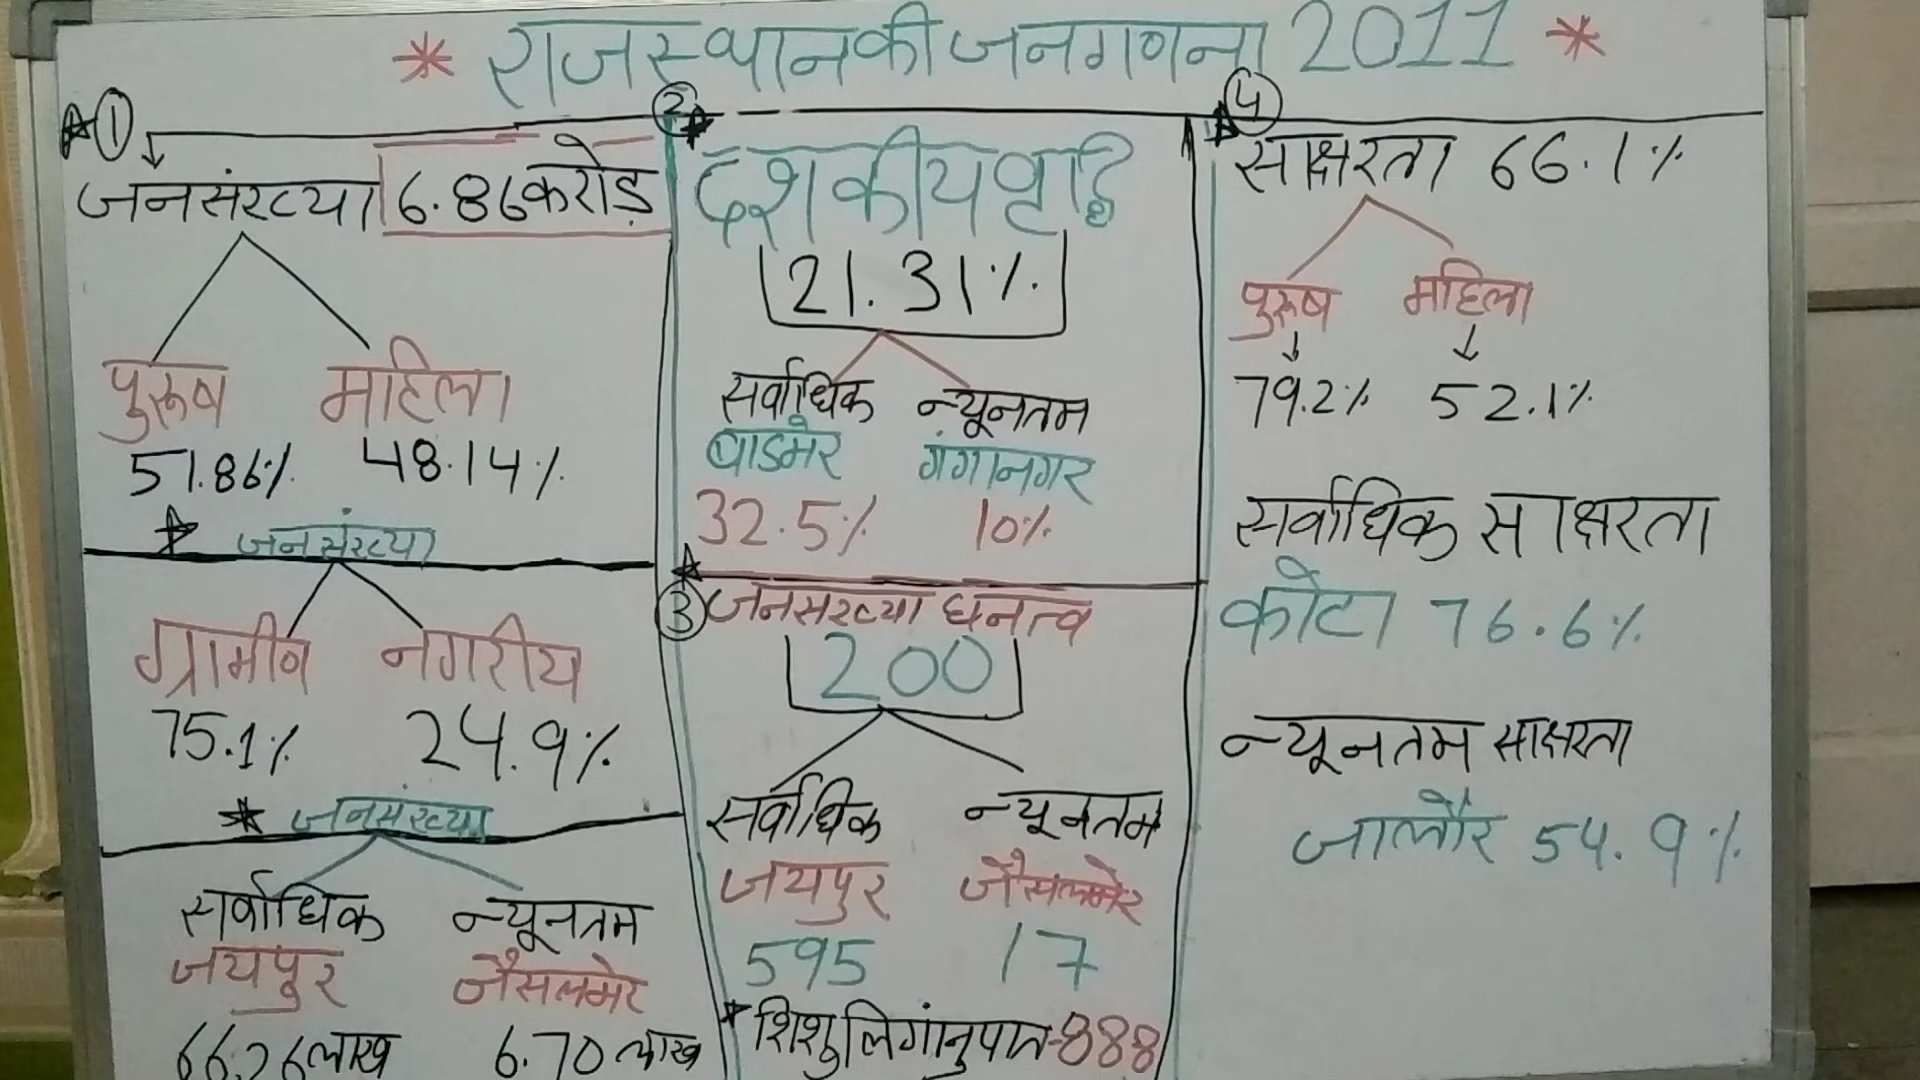 * राजस्थान की जनगणना 2011 *
①
जनसंख्या 6.86 करोड़
पुरूष महिला
51.86% 48.14%
जनसंख्या
ग्रामीण नगरीय
75.1% 24.9%
जनसंख्या
सर्वाधिक न्यूनतम
जयपुर जैसलमेर
66.26 लाख 6.70 लाख
②
दशकीय वृद्धि
21.31%
सर्वाधिक न्यूनतम
बाडमेर गंगानगर
32.5% 10%
③ जनसख्या घनत्व
200
सर्वाधिक न्यूनतम
जयपुर जैसलमेर
595 17
शिशु लिगांनुपात-888
④
साक्षरता 66.1%
पुरूष महिला
79.2% 52.1%
सर्वाधिक साक्षरता
कोटा 76.6%
न्यूनतम साक्षरता
जालौर 54.9%